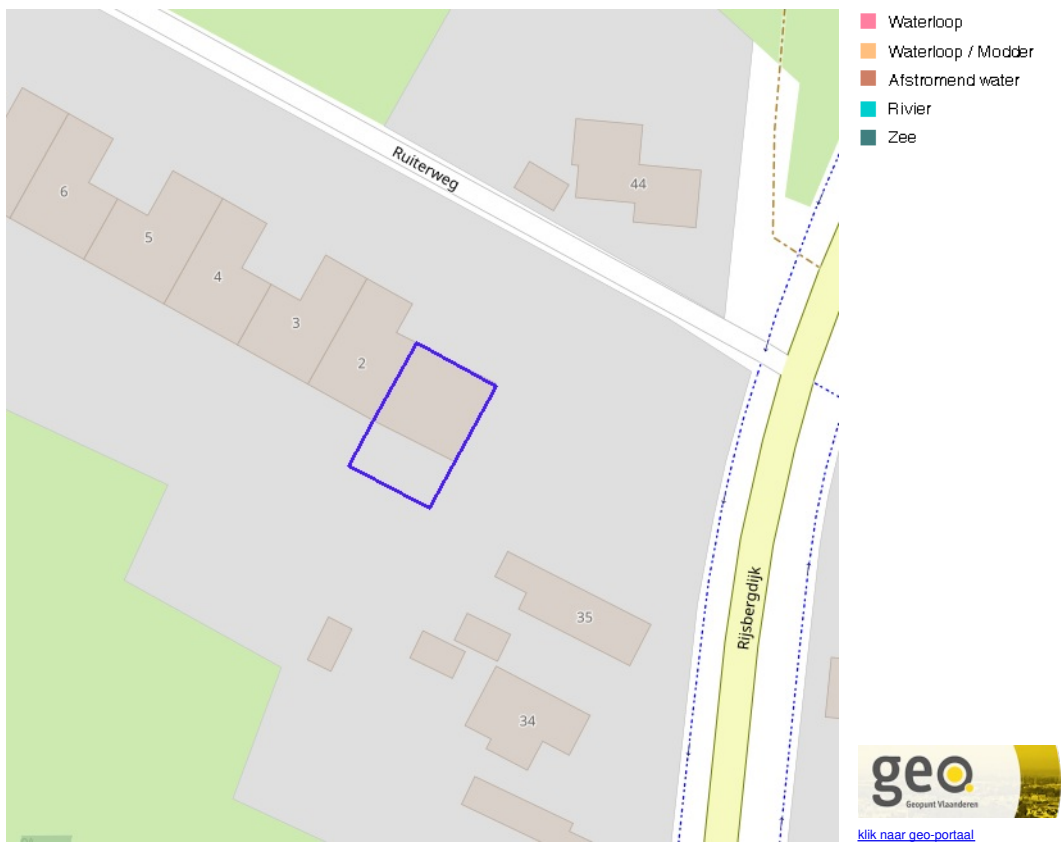 Waterloop
Waterloop / Modder
Afstromend water
Rivier
Zee
Ruiterweg
44
6
5
4
3
2
35
Rijsbergdijk
34
geo.
Geopunt Vlaanderen
klik naar geo-portaal